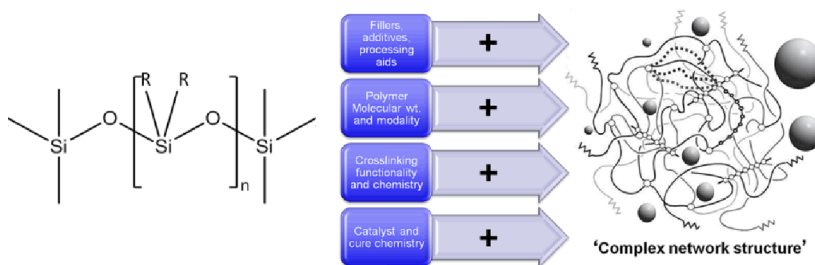 R R
Si O Si O Si
n
Fillers,
additives,
processing
aids
+
Polymer
Molecular wt.
and modality
+
Crosslinking
functionality and
chemistry
+
Catalyst and
cure chemistry
+
‘Complex network structure’